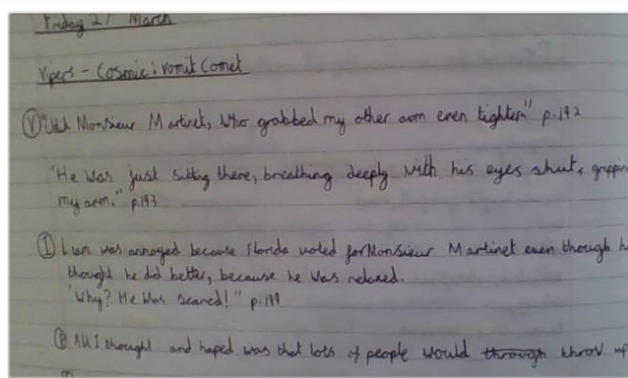 Friday 27 March
Vipers - Cosmic: Vomit Comet
Ⓥ "Unk Monsieur Martinet, who grabbed my other arm even tighter." p.192
"He was just sitting there, breathing deeply with his eyes shut, gripping
my arm." p.193
Ⓘ Liam was annoyed because Florida voted for Monsieur Martinet even though he
thought he did better, because he was relaxed.
"Why? He was scared!" p.199
Ⓟ All I thought and hoped was that lots of people would through throw up